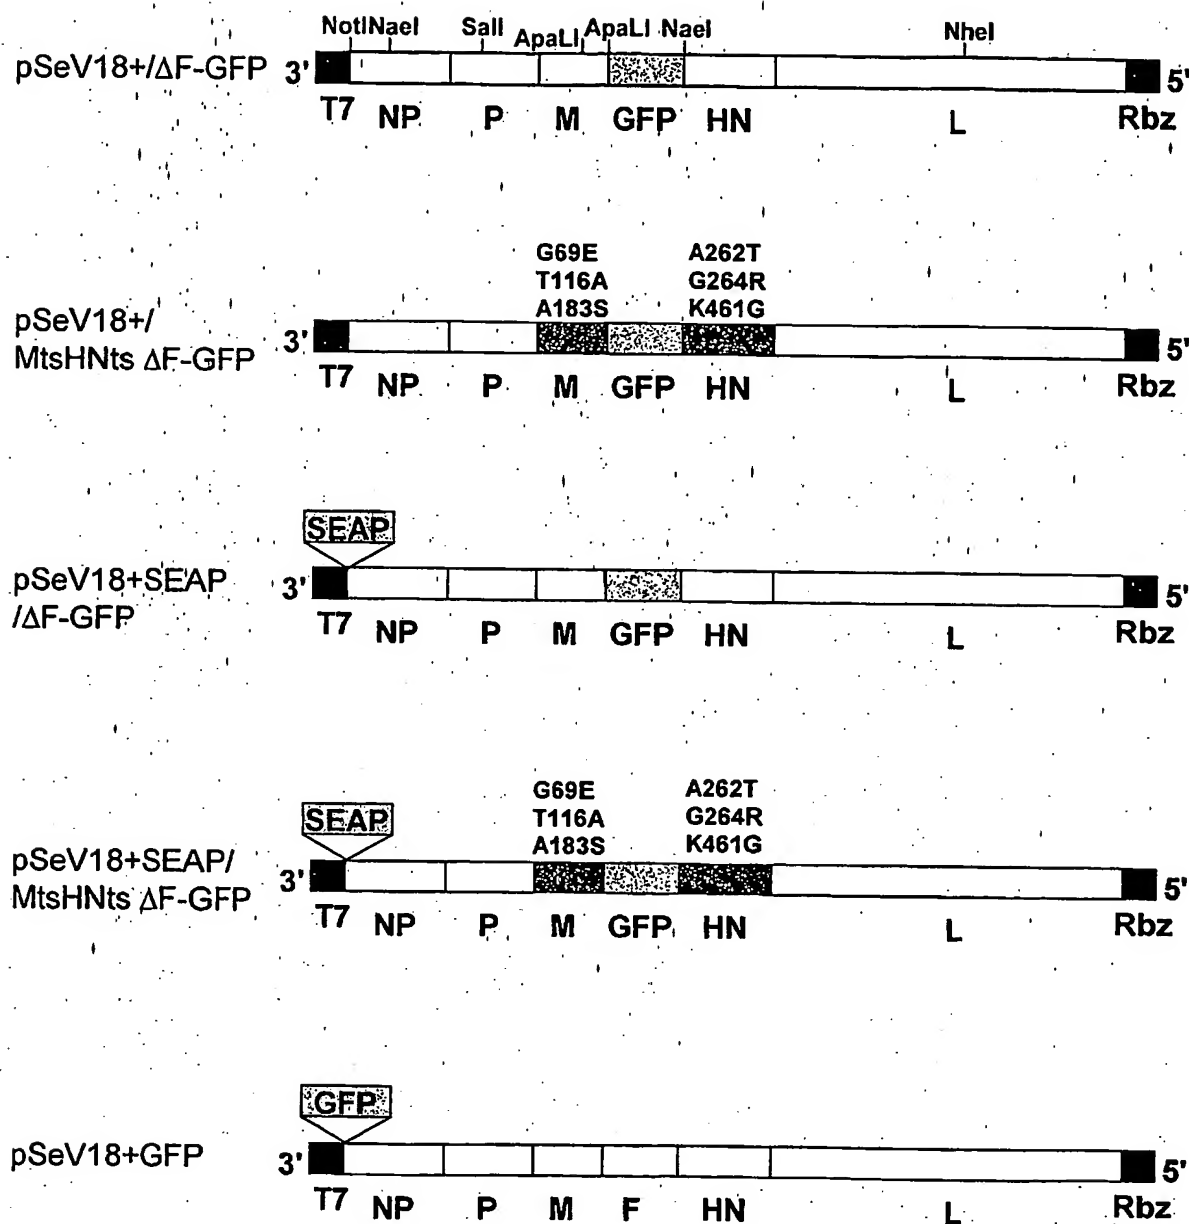 NotI NaeI SalI ApaLI ApaLI NaeI NheI
pSeV18+/ΔF-GFP 3' 5'
T7 NP P M GFP HN L Rbz
G69E A262T
T116A G264R
A183S K461G
pSeV18+/
MtsHNts ΔF-GFP 3' 5'
T7 NP P M GFP HN L Rbz
SEAP
pSeV18+SEAP
/ΔF-GFP 3' 5'
T7 NP P M GFP HN L Rbz
G69E A262T
T116A G264R
A183S K461G
SEAP
pSeV18+SEAP/
MtsHNts ΔF-GFP 3' 5'
T7 NP P M GFP HN L Rbz
GFP
pSeV18+GFP 3' 5'
T7 NP P M F HN L Rbz